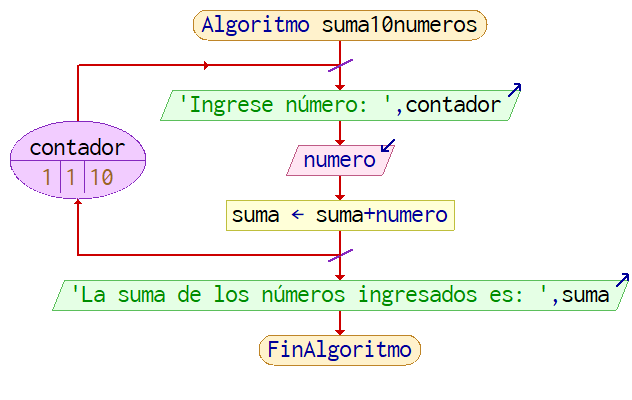 Algoritmo suma10numeros
'Ingrese número: ',contador
contador
1 1 10
numero
suma ← suma+numero
'La suma de los números ingresados es: ',suma
FinAlgoritmo